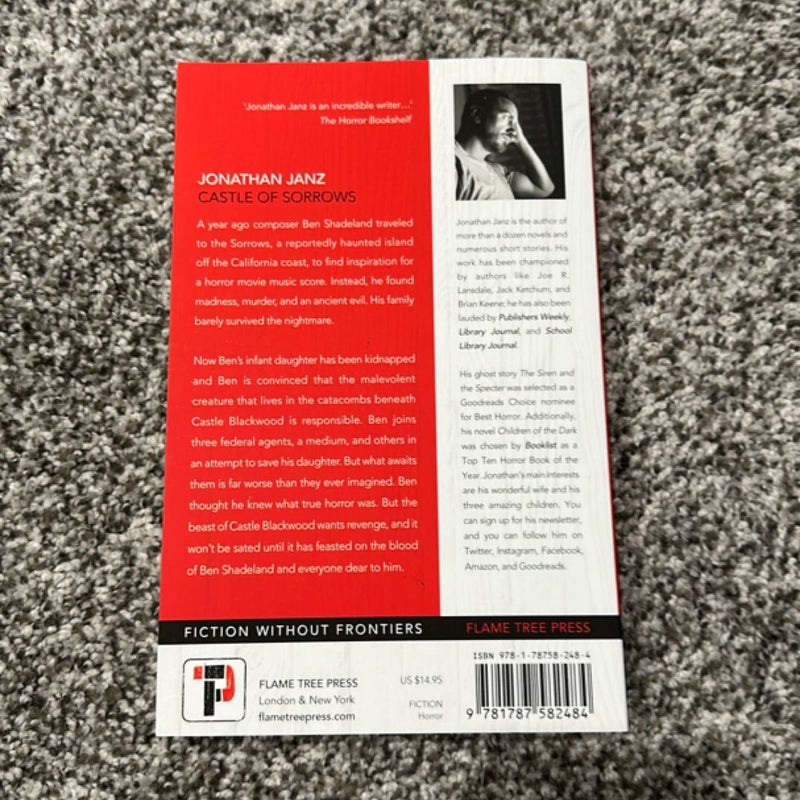 'Jonathan Janz is an incredible writer...'
The Horror Bookshelf
JONATHAN JANZ
CASTLE OF SORROWS
A year ago composer Ben Shadeland traveled
to the Sorrows, a reportedly haunted island
off the California coast, to find inspiration for
a horror movie music score. Instead, he found
madness, murder, and an ancient evil. His family
barely survived the nightmare.
Now Ben's infant daughter has been kidnapped
and Ben is convinced that the malevolent
creature that lives in the catacombs beneath
Castle Blackwood is responsible. Ben joins
three federal agents, a medium, and others in
an attempt to save his daughter. But what awaits
them is far worse than they ever imagined. Ben
thought he knew what true horror was. But the
beast of Castle Blackwood wants revenge, and it
won't be sated until it has feasted on the blood
of Ben Shadeland and everyone dear to him.
Jonathan Janz is the author of
more than a dozen novels and
numerous short stories. His
work has been championed
by authors like Joe R.
Lansdale, Jack Ketchum, and
Brian Keene; he has also been
lauded by Publishers Weekly,
Library Journal, and School
Library Journal.
His ghost story The Siren and
the Specter was selected as a
Goodreads Choice nominee
for Best Horror. Additionally,
his novel Children of the Dark
was chosen by Booklist as a
Top Ten Horror Book of the
Year. Jonathan's main interests
are his wonderful wife and his
three amazing children. You
can sign up for his newsletter,
and you can follow him on
Twitter, Instagram, Facebook,
Amazon, and Goodreads.
FICTION WITHOUT FRONTIERS
FLAME TREE PRESS
FLAME TREE PRESS
London & New York
flametreepress.com
US $14.95
FICTION
Horror
ISBN 978-1-78758-248-4
9 781787 582484